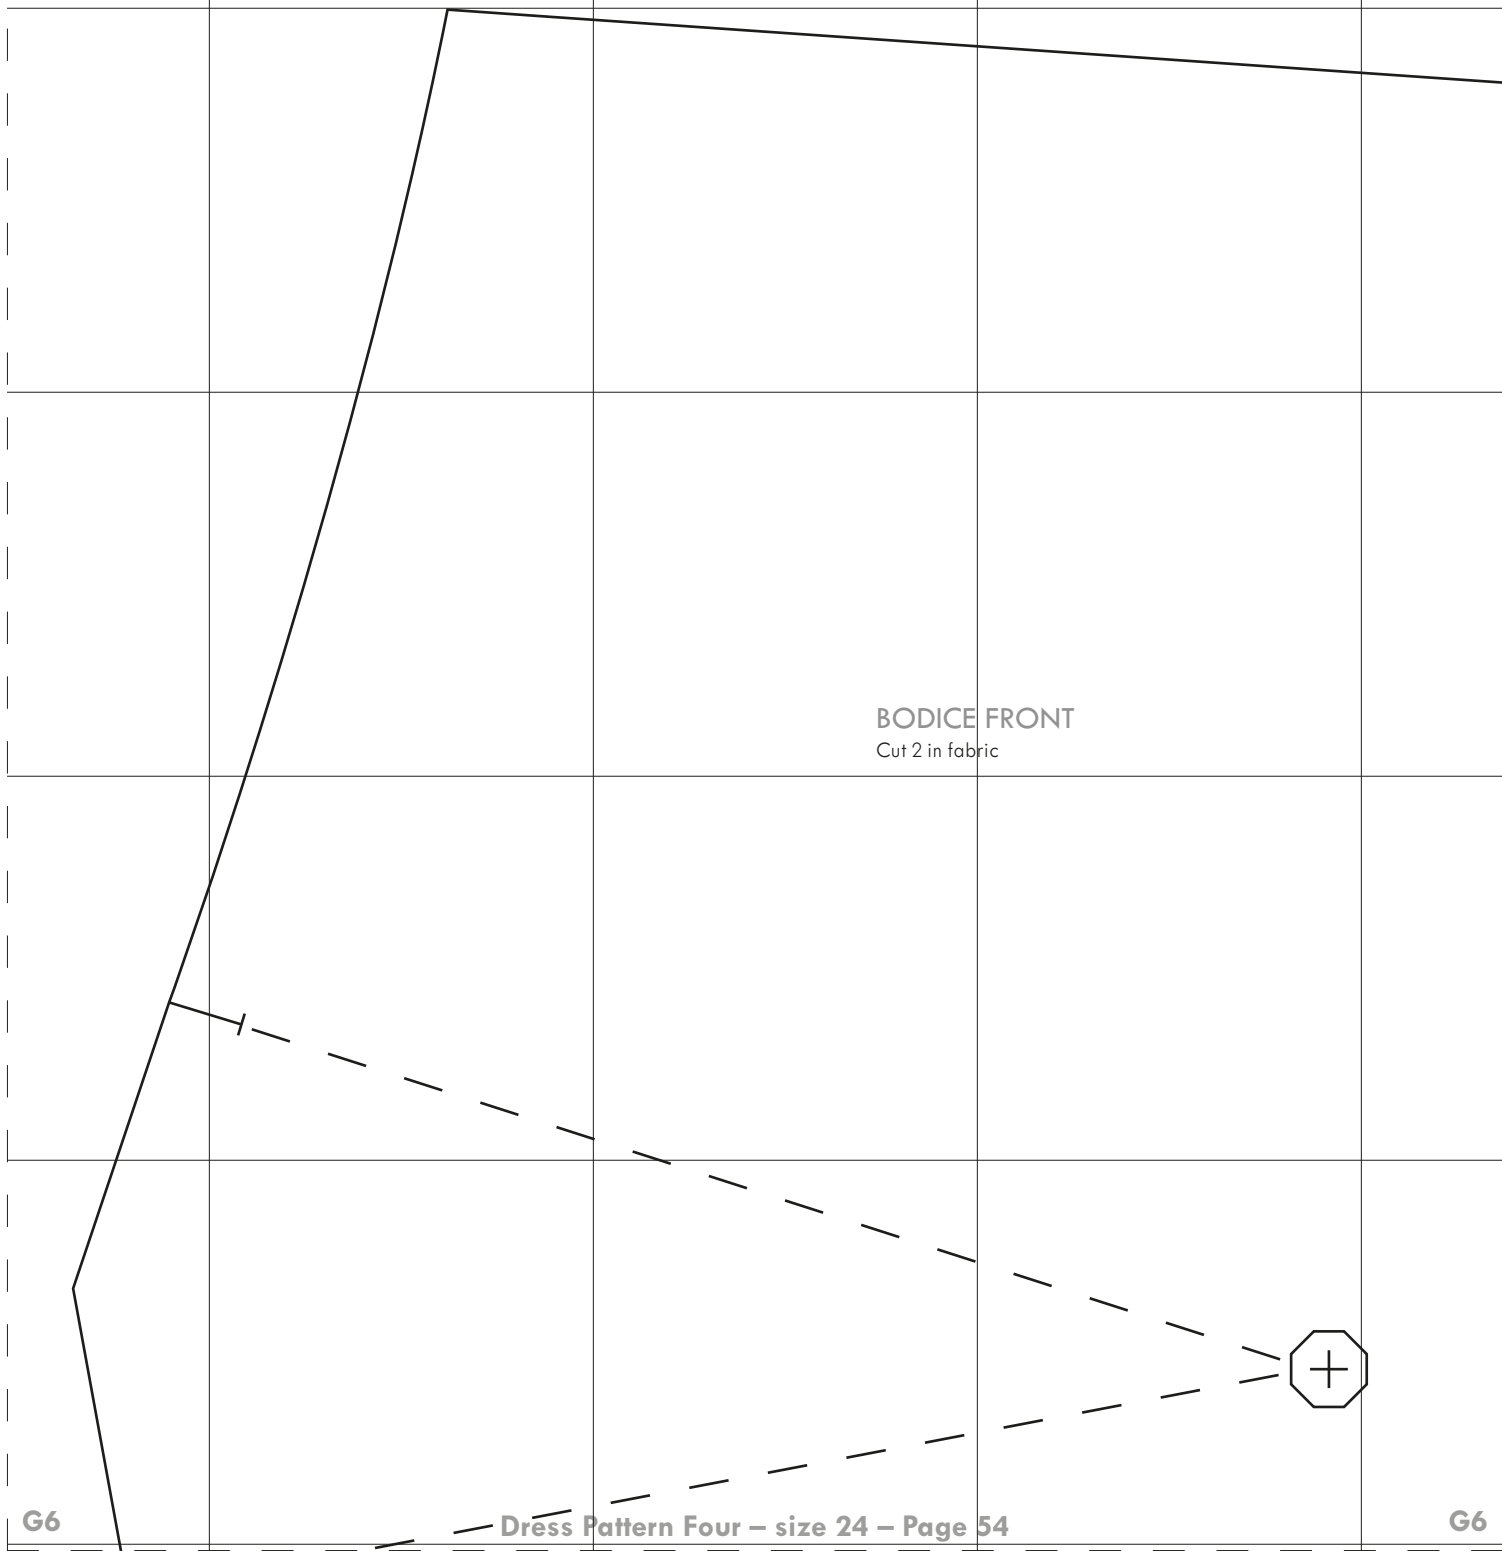 BODICE FRONT
Cut 2 in fabric
G6
Dress Pattern Four – size 24 – Page 54
G6